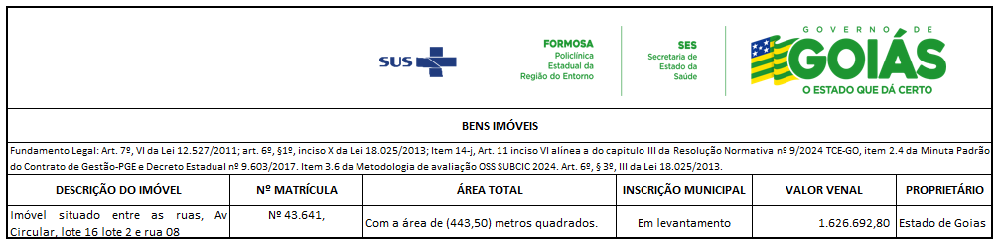 SUS
FORMOSA
Policlínica
Estadual da
Região do Entorno
SES
Secretaria de
Estado da
Saúde
GOVERNO DE
GOIÁS
O ESTADO QUE DÁ CERTO
BENS IMÓVEIS
Fundamento Legal: Art. 7º, VI da Lei 12.527/2011; art. 6º, §1º, inciso X da Lei 18.025/2013; Item 14-j, Art. 11 inciso VI alínea a do capitulo III da Resolução Normativa nº 9/2024 TCE-GO, item 2.4 da Minuta Padrão
do Contrato de Gestão-PGE e Decreto Estadual nº 9.603/2017. Item 3.6 da Metodologia de avaliação OSS SUBCIC 2024. Art. 6º, § 3º, III da Lei 18.025/2013.
DESCRIÇÃO DO IMÓVEL Nº MATRÍCULA ÁREA TOTAL INSCRIÇÃO MUNICIPAL VALOR VENAL PROPRIETÁRIO
Imóvel situado entre as ruas, Av
Circular, lote 16 lote 2 e rua 08
Nº 43.641,
Com a área de (443,50) metros quadrados.
Em levantamento
1.626.692,80
Estado de Goias